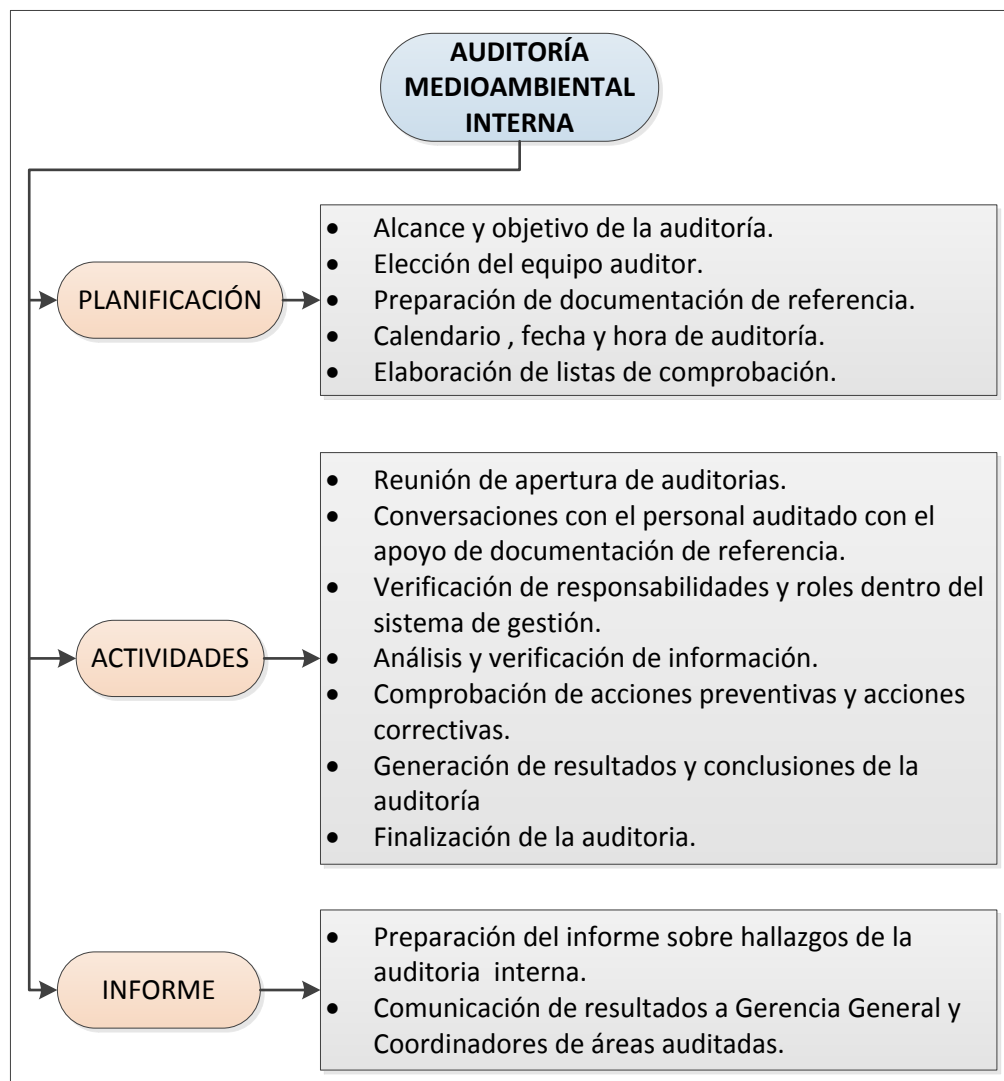 AUDITORÍA
MEDIOAMBIENTAL
INTERNA
PLANIFICACIÓN
• Alcance y objetivo de la auditoría.
• Elección del equipo auditor.
• Preparación de documentación de referencia.
• Calendario , fecha y hora de auditoría.
• Elaboración de listas de comprobación.
ACTIVIDADES
• Reunión de apertura de auditorias.
• Conversaciones con el personal auditado con el
apoyo de documentación de referencia.
• Verificación de responsabilidades y roles dentro del
sistema de gestión.
• Análisis y verificación de información.
• Comprobación de acciones preventivas y acciones
correctivas.
• Generación de resultados y conclusiones de la
auditoría
• Finalización de la auditoria.
INFORME
• Preparación del informe sobre hallazgos de la
auditoria  interna.
• Comunicación de resultados a Gerencia General y
Coordinadores de áreas auditadas.